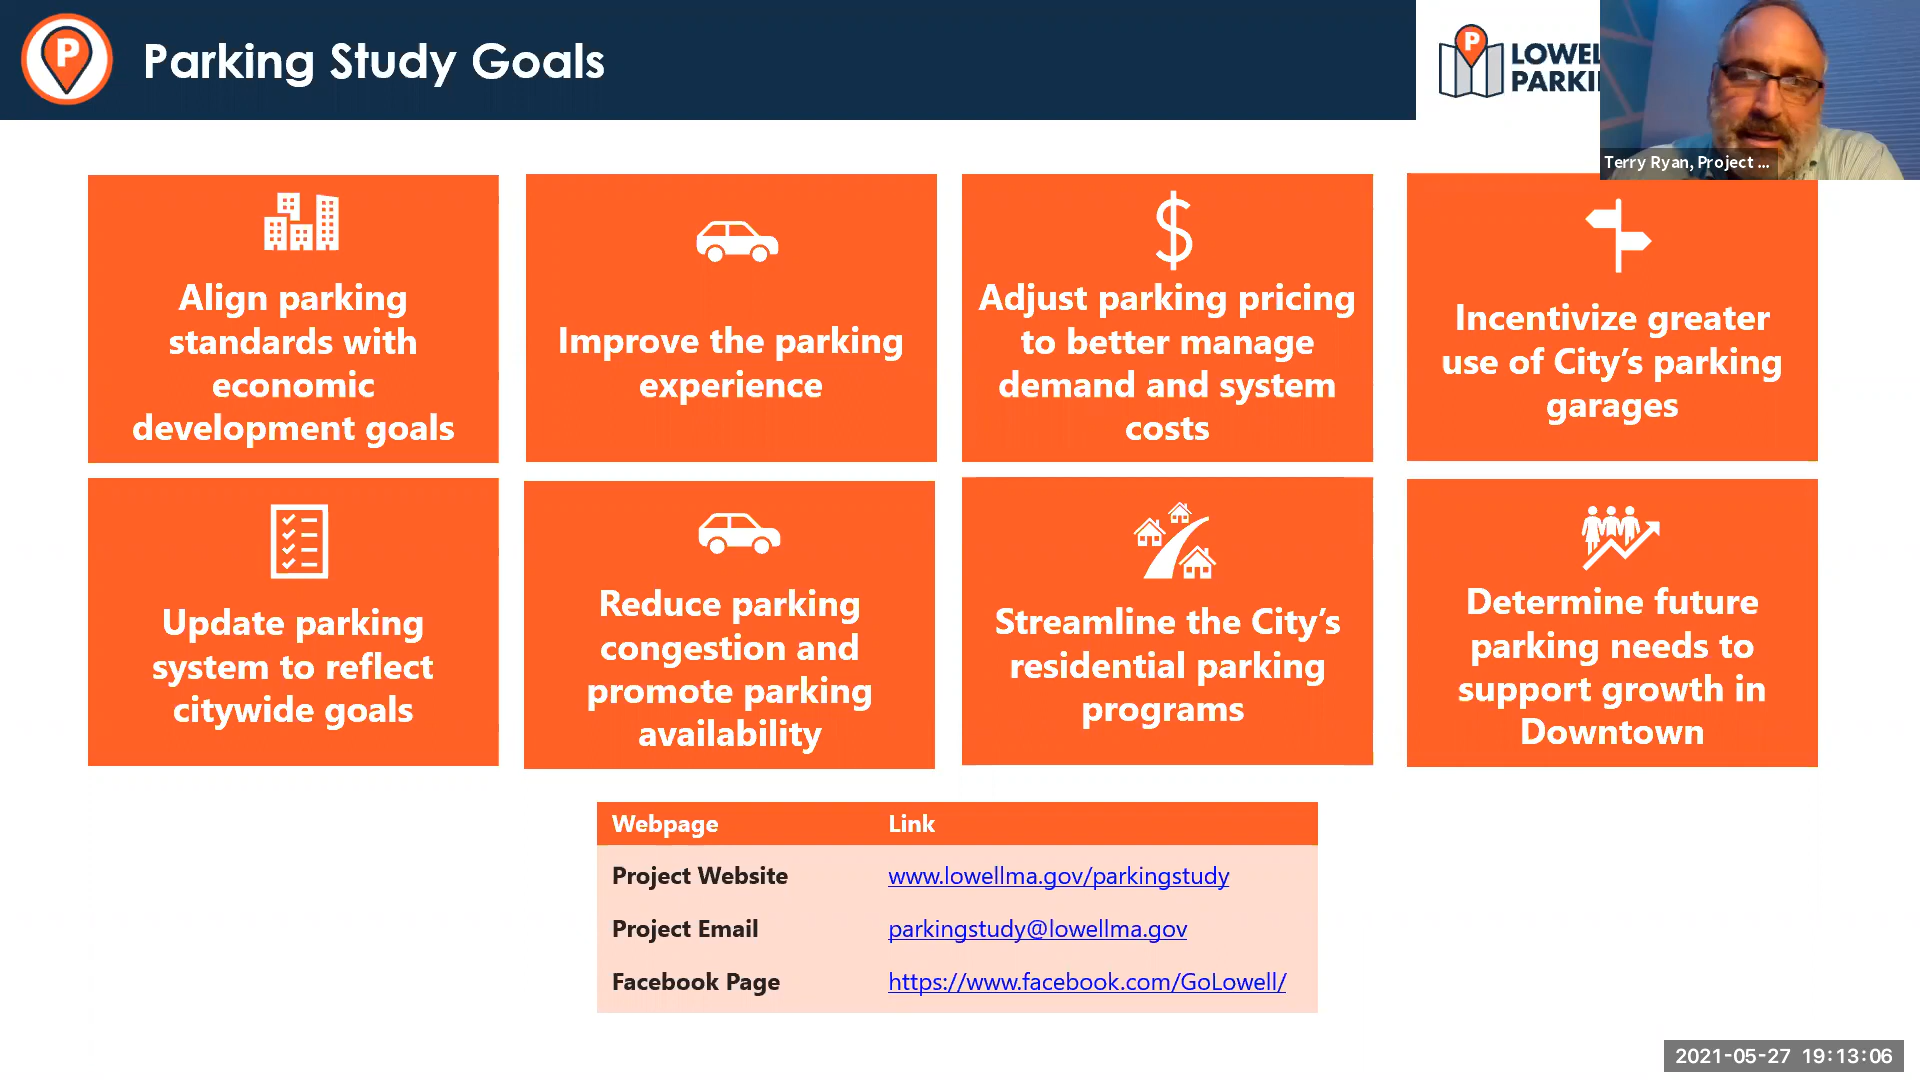 P
Parking Study Goals
P
LOWEL
PARKI
Terry Ryan, Project ...
Align parking
standards with
economic
development goals
Improve the parking
experience
$
Adjust parking pricing
to better manage
demand and system
costs
Incentivize greater
use of City’s parking
garages
Update parking
system to reflect
citywide goals
Reduce parking
congestion and
promote parking
availability
Streamline the City’s
residential parking
programs
Determine future
parking needs to
support growth in
Downtown
Webpage Link
Project Website www.lowellma.gov/parkingstudy
Project Email parkingstudy@lowellma.gov
Facebook Page https://www.facebook.com/GoLowell/
2021-05-27 19:13:06